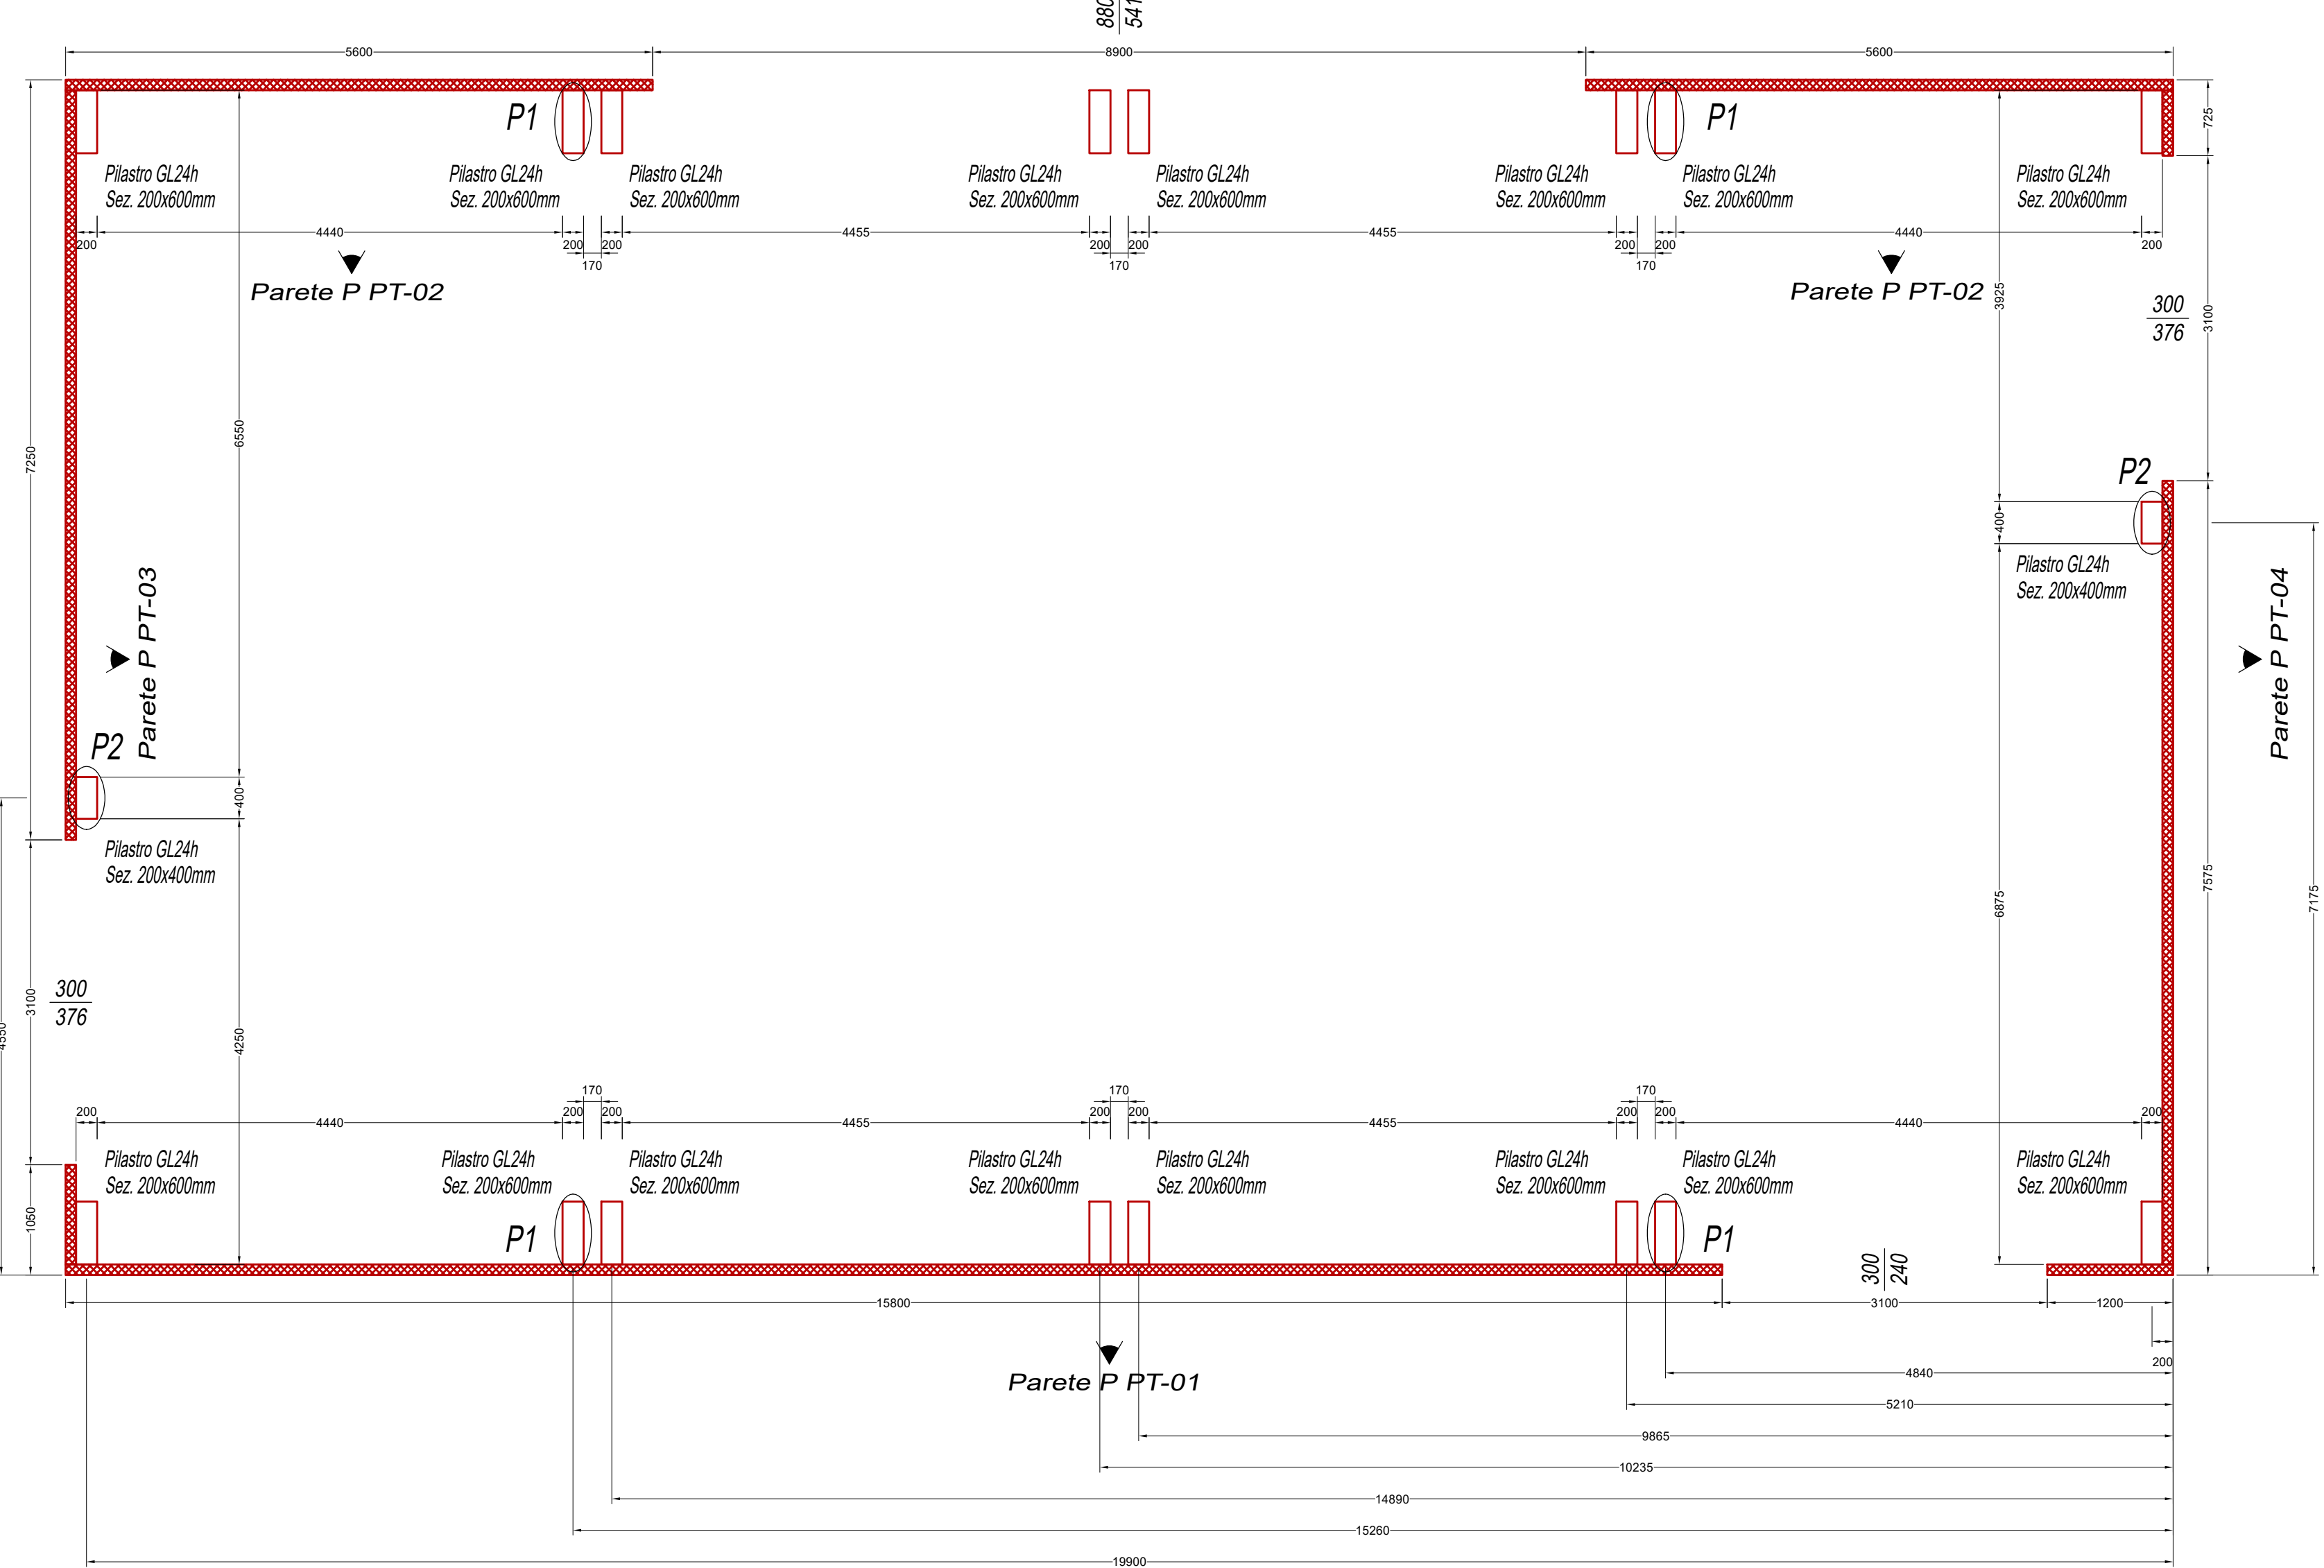 880
541
5600
8900
5600
P1
P1
725
Pilastro GL24h
Sez. 200x600mm
Pilastro GL24h
Sez. 200x600mm
Pilastro GL24h
Sez. 200x600mm
Pilastro GL24h
Sez. 200x600mm
Pilastro GL24h
Sez. 200x600mm
Pilastro GL24h
Sez. 200x600mm
Pilastro GL24h
Sez. 200x600mm
Pilastro GL24h
Sez. 200x600mm
4440
4455
4455
4440
200
200
200
200
200
200
200
200
170
170
170
Parete P PT-02
Parete P PT-02
3925
300
376
3100
6550
7250
P2
400
Pilastro GL24h
Sez. 200x400mm
Parete P PT-03
Parete P PT-04
P2
400
Pilastro GL24h
Sez. 200x400mm
7575
7175
6875
300
376
3100
4550
4250
170
170
170
200
200
200
200
200
200
200
200
4440
4455
4455
4440
Pilastro GL24h
Sez. 200x600mm
Pilastro GL24h
Sez. 200x600mm
Pilastro GL24h
Sez. 200x600mm
Pilastro GL24h
Sez. 200x600mm
Pilastro GL24h
Sez. 200x600mm
Pilastro GL24h
Sez. 200x600mm
Pilastro GL24h
Sez. 200x600mm
Pilastro GL24h
Sez. 200x600mm
1050
P1
P1
300
240
15800
3100
1200
200
Parete P PT-01
4840
5210
9865
10235
14890
15260
19900